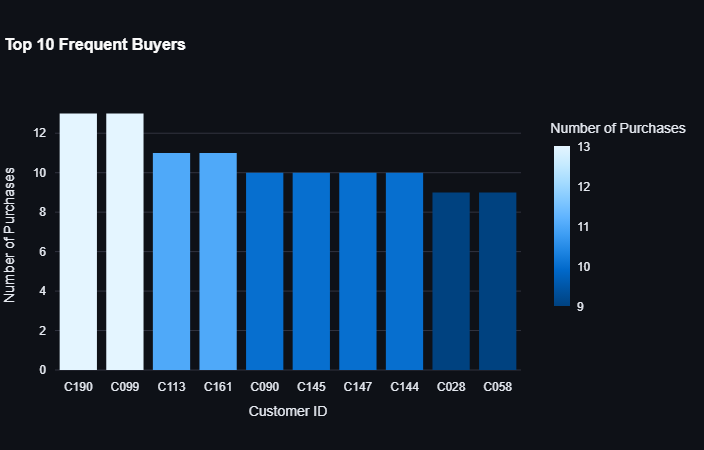 Top 10 Frequent Buyers
Number of Purchases
12
10
8
6
4
2
0
C190 C099 C113 C161 C090 C145 C147 C144 C028 C058
Customer ID
Number of Purchases
13
12
11
10
9